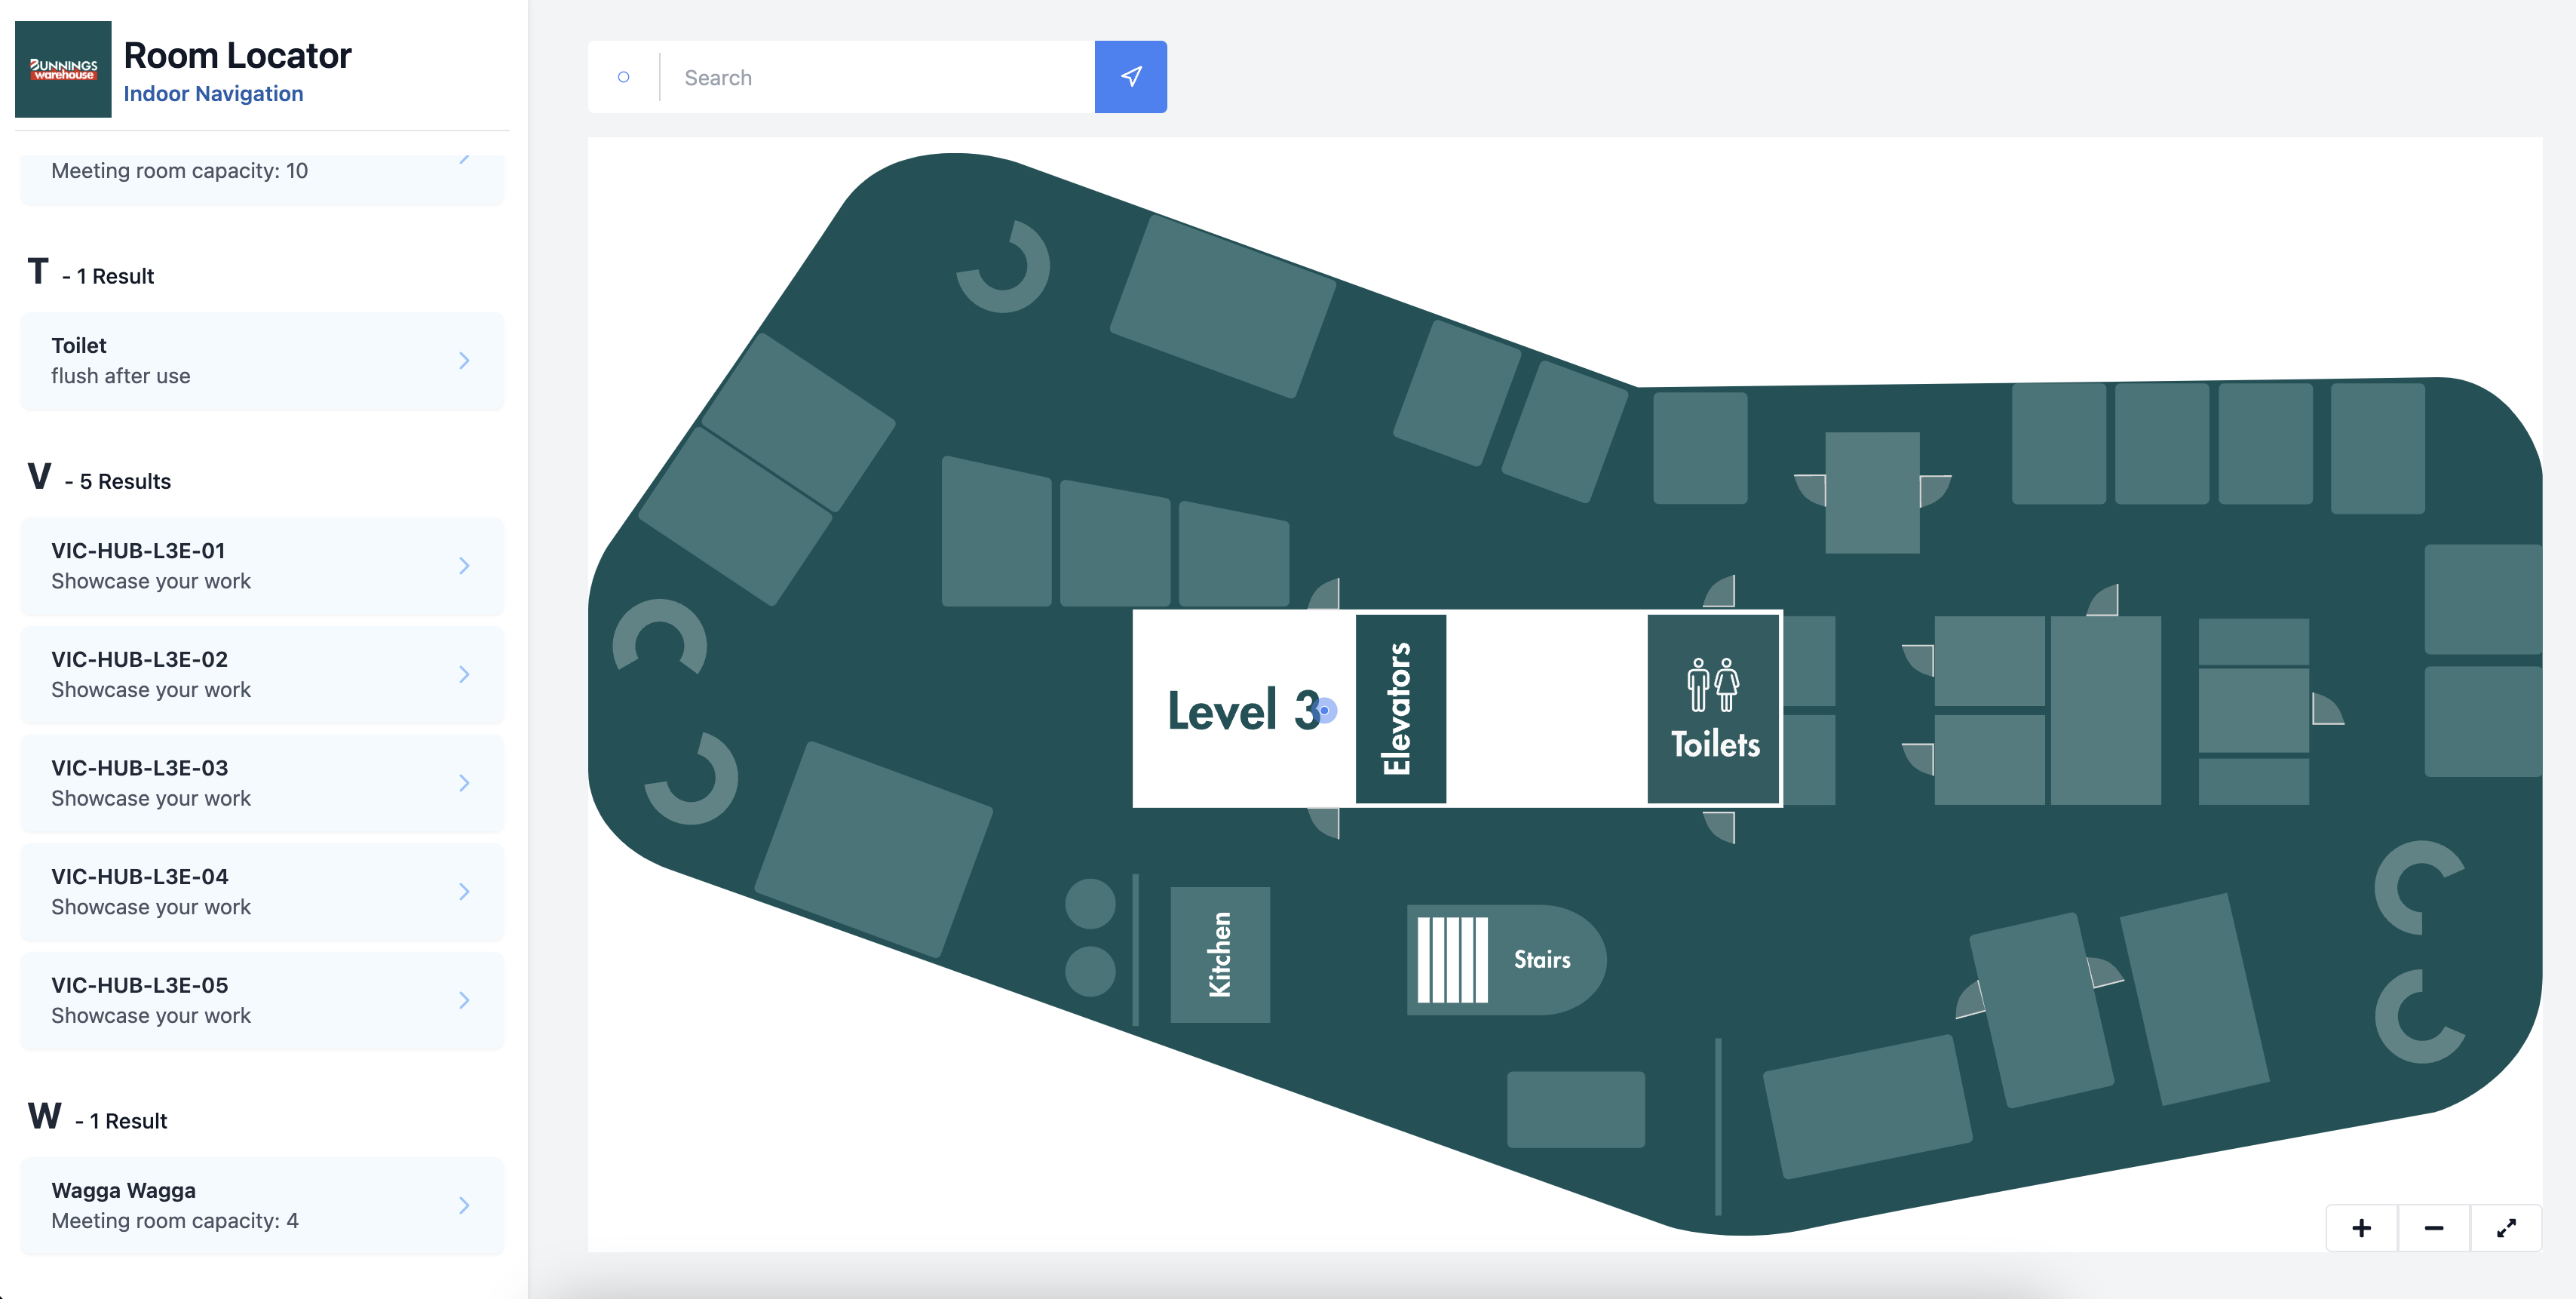 BUNNINGS
warehouse
Room Locator
Indoor Navigation
Meeting room capacity: 10
T - 1 Result
Toilet
flush after use
V - 5 Results
VIC-HUB-L3E-01
Showcase your work
VIC-HUB-L3E-02
Showcase your work
VIC-HUB-L3E-03
Showcase your work
VIC-HUB-L3E-04
Showcase your work
VIC-HUB-L3E-05
Showcase your work
W - 1 Result
Wagga Wagga
Meeting room capacity: 4
Search
Level 3
Elevators
Toilets
Kitchen
Stairs